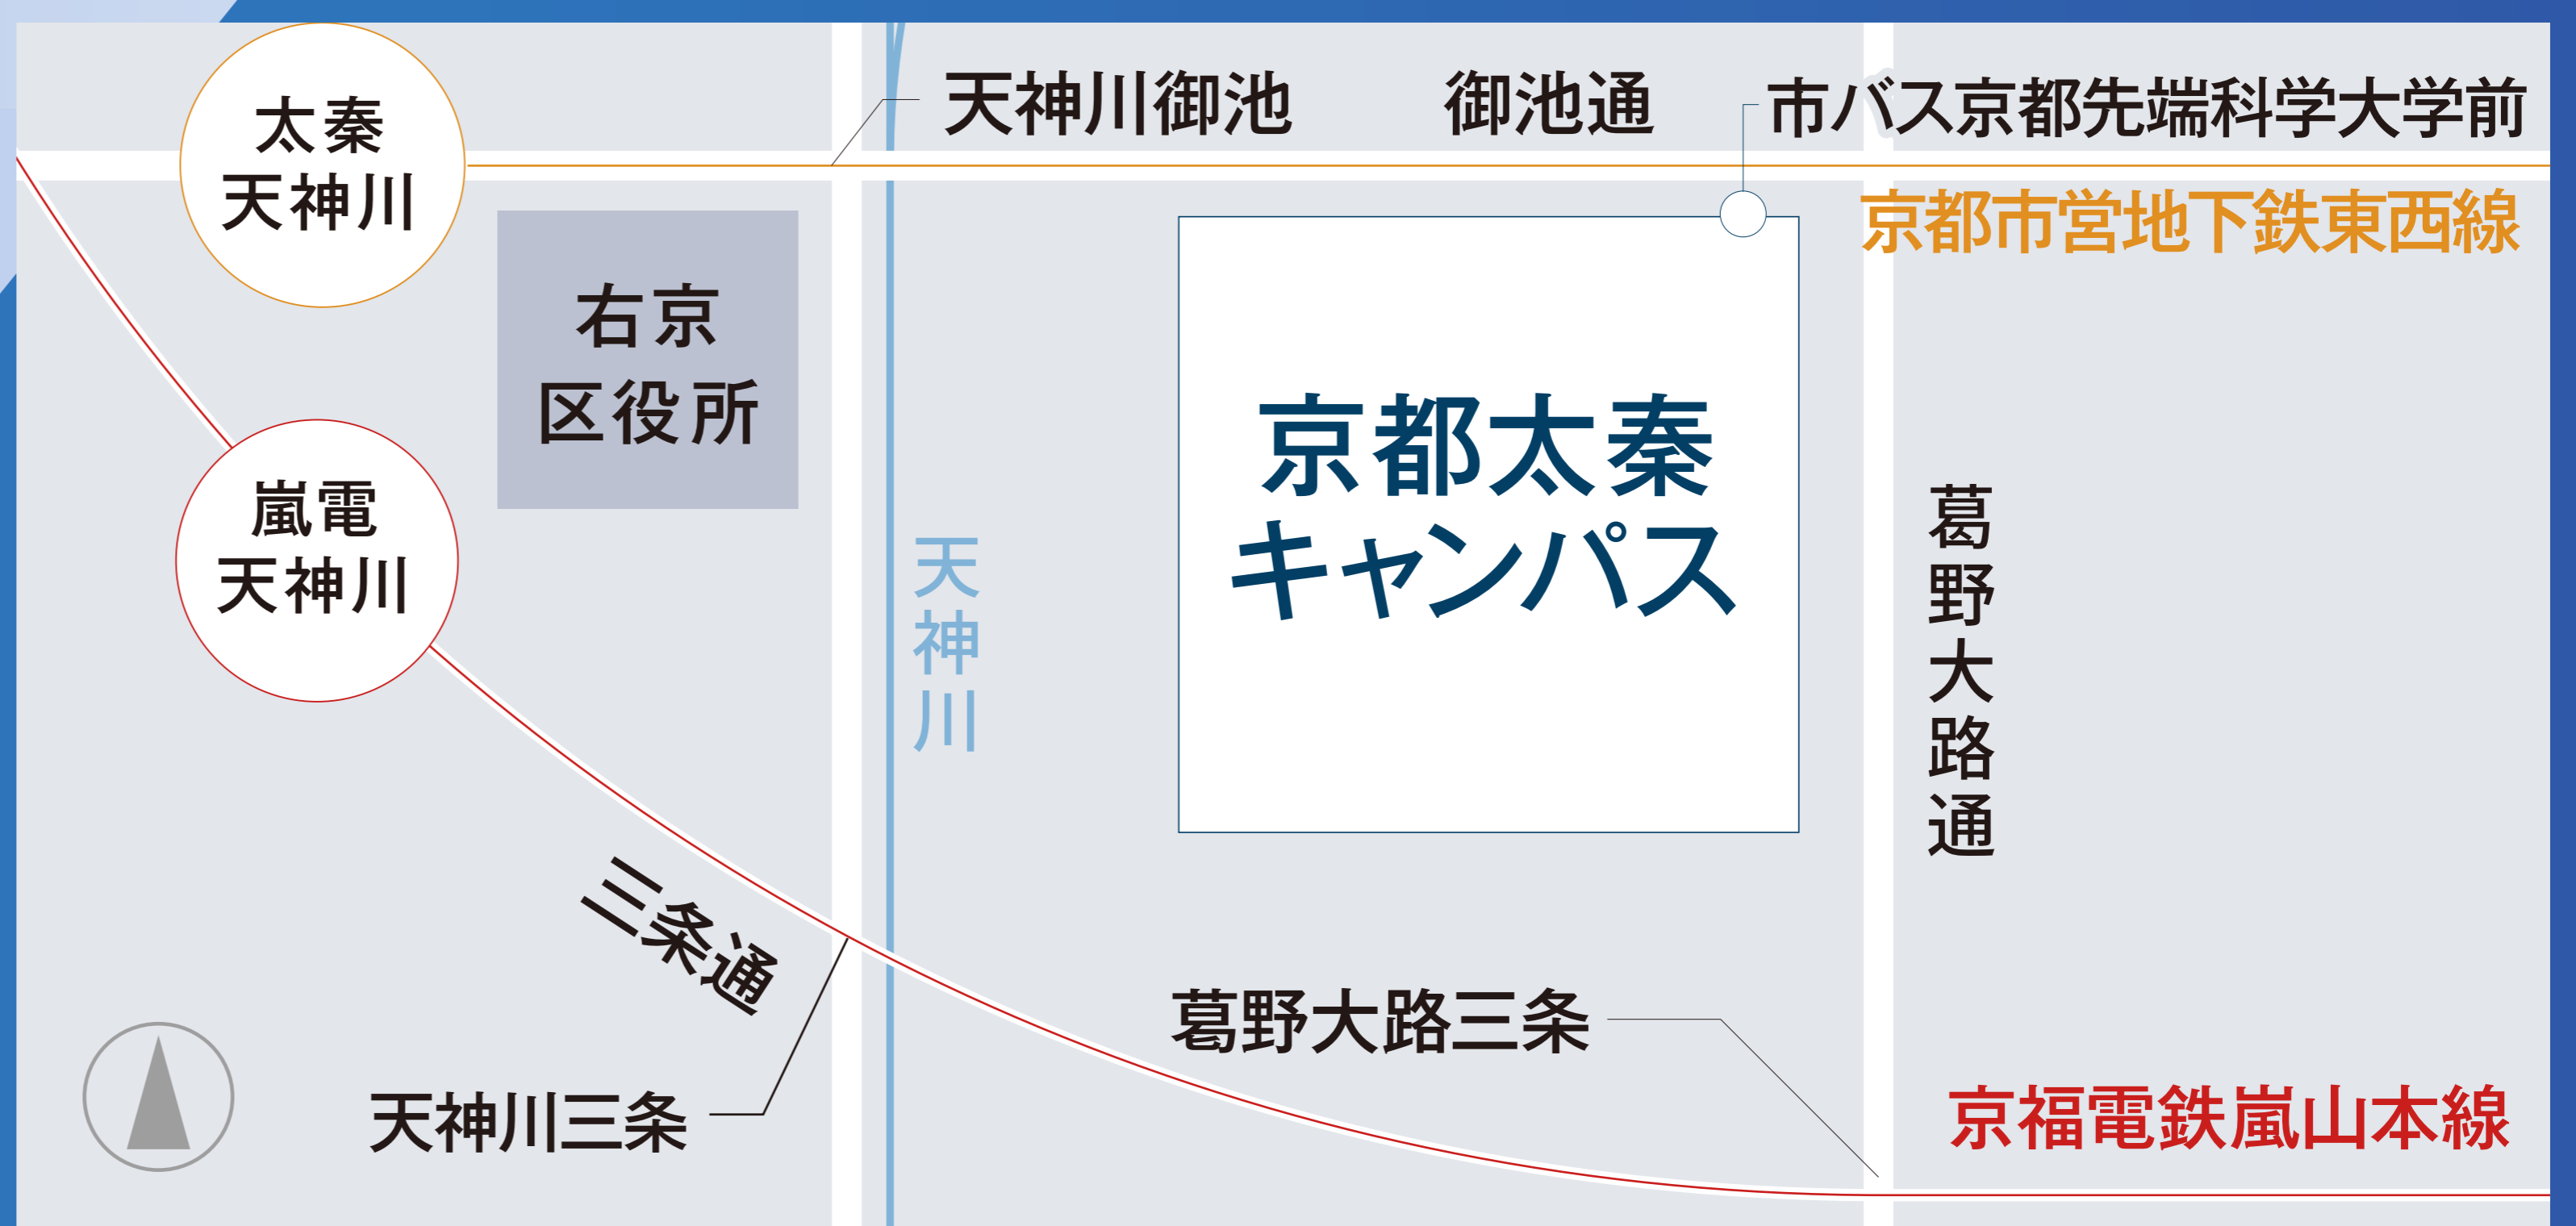 太秦
天神川
天神川御池
御池通
市バス京都先端科学大学前
京都市営地下鉄東西線
右京
区役所
京都太秦
キャンパス
嵐電
天神川
天神川
葛野大路通
三条通
葛野大路三条
天神川三条
京福電鉄嵐山本線